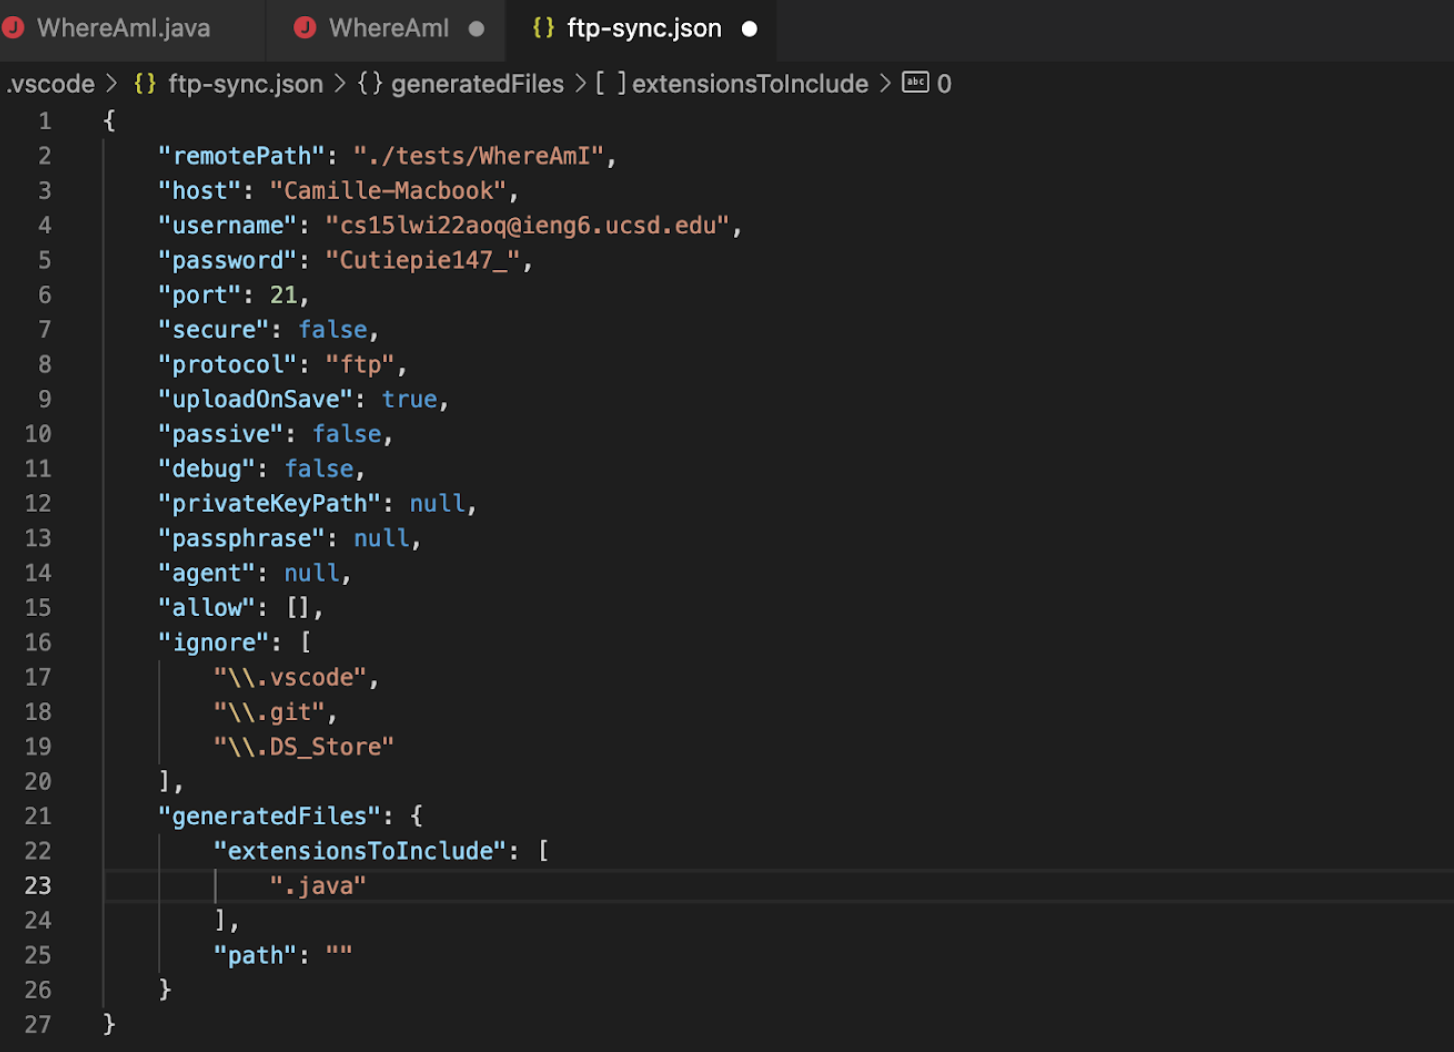 WhereAmI.java WhereAmI ftp-sync.json
.vscode > {} ftp-sync.json > {} generatedFiles > [ ] extensionsToInclude > abc 0
1 {
2 "remotePath": "./tests/WhereAmI",
3 "host": "Camille-Macbook",
4 "username": "cs15lwi22aoq@ieng6.ucsd.edu",
5 "password": "Cutiepie147_",
6 "port": 21,
7 "secure": false,
8 "protocol": "ftp",
9 "uploadOnSave": true,
10 "passive": false,
11 "debug": false,
12 "privateKeyPath": null,
13 "passphrase": null,
14 "agent": null,
15 "allow": [],
16 "ignore": [
17 "\\.vscode",
18 "\\.git",
19 "\\.DS_Store"
20 ],
21 "generatedFiles": {
22 "extensionsToInclude": [
23 ".java"
24 ],
25 "path": ""
26 }
27 }